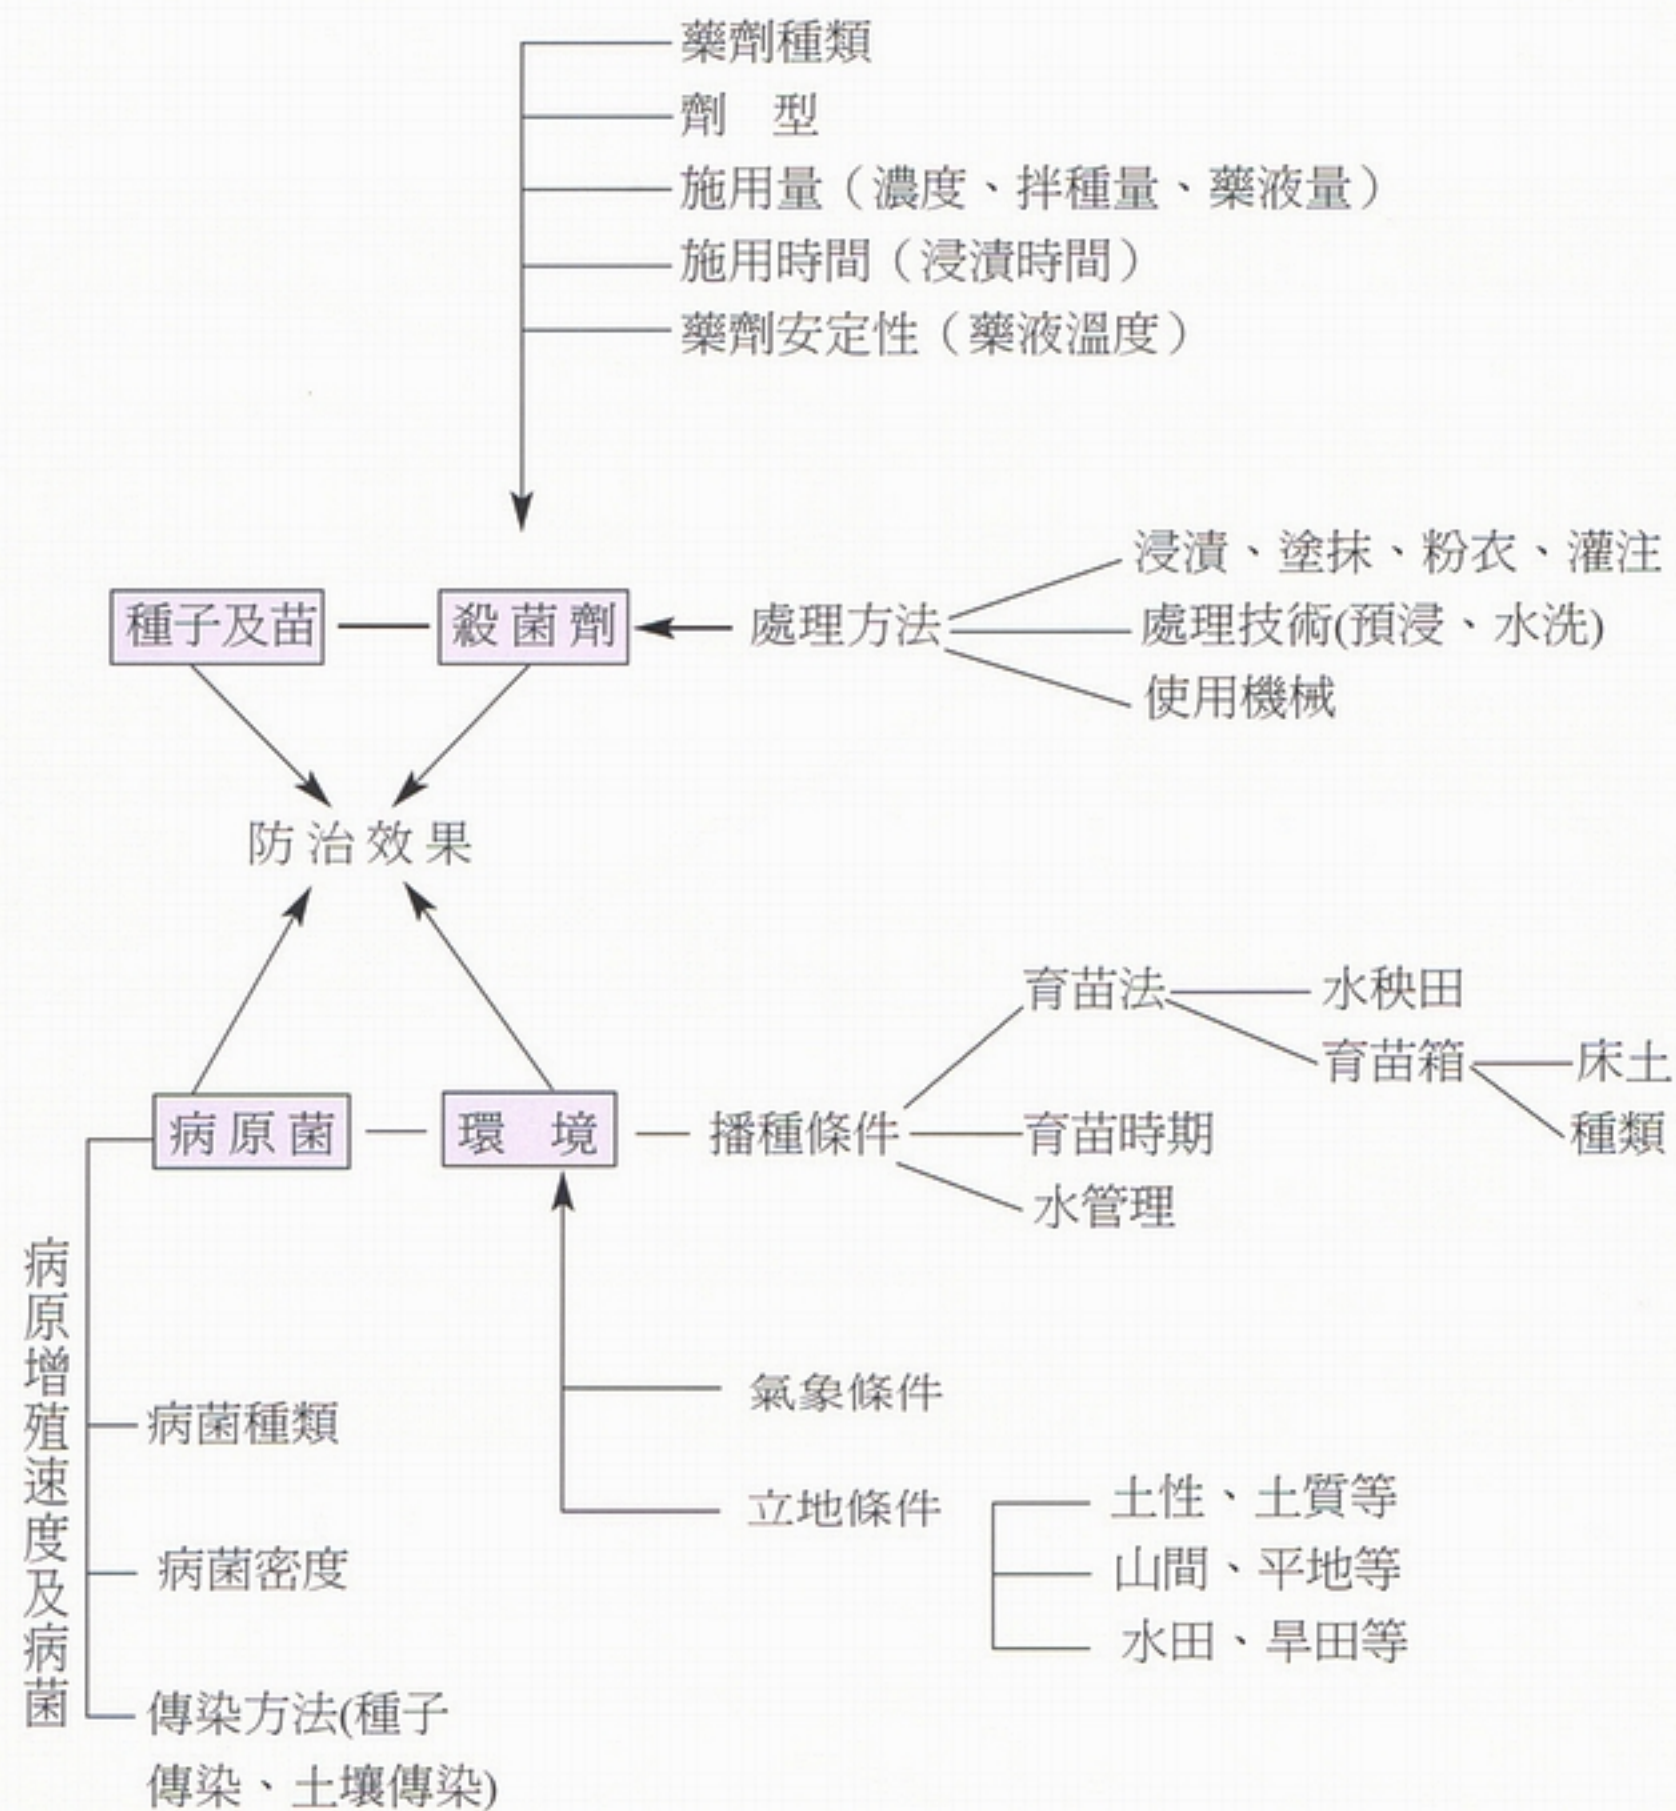 藥劑種類
劑　型
施用量（濃度、拌種量、藥液量）
施用時間（浸漬時間）
藥劑安定性（藥液溫度）
浸漬、塗抹、粉衣、灌注
種子及苗
殺菌劑
處理方法
處理技術(預浸、水洗)
使用機械
防治效果
育苗法
水秧田
育苗箱
床土
種類
病原菌
環　境
播種條件
育苗時期
水管理
病原增殖速度及病菌
氣象條件
病菌種類
立地條件
土性、土質等
山間、平地等
水田、旱田等
病菌密度
傳染方法(種子
傳染、土壤傳染)